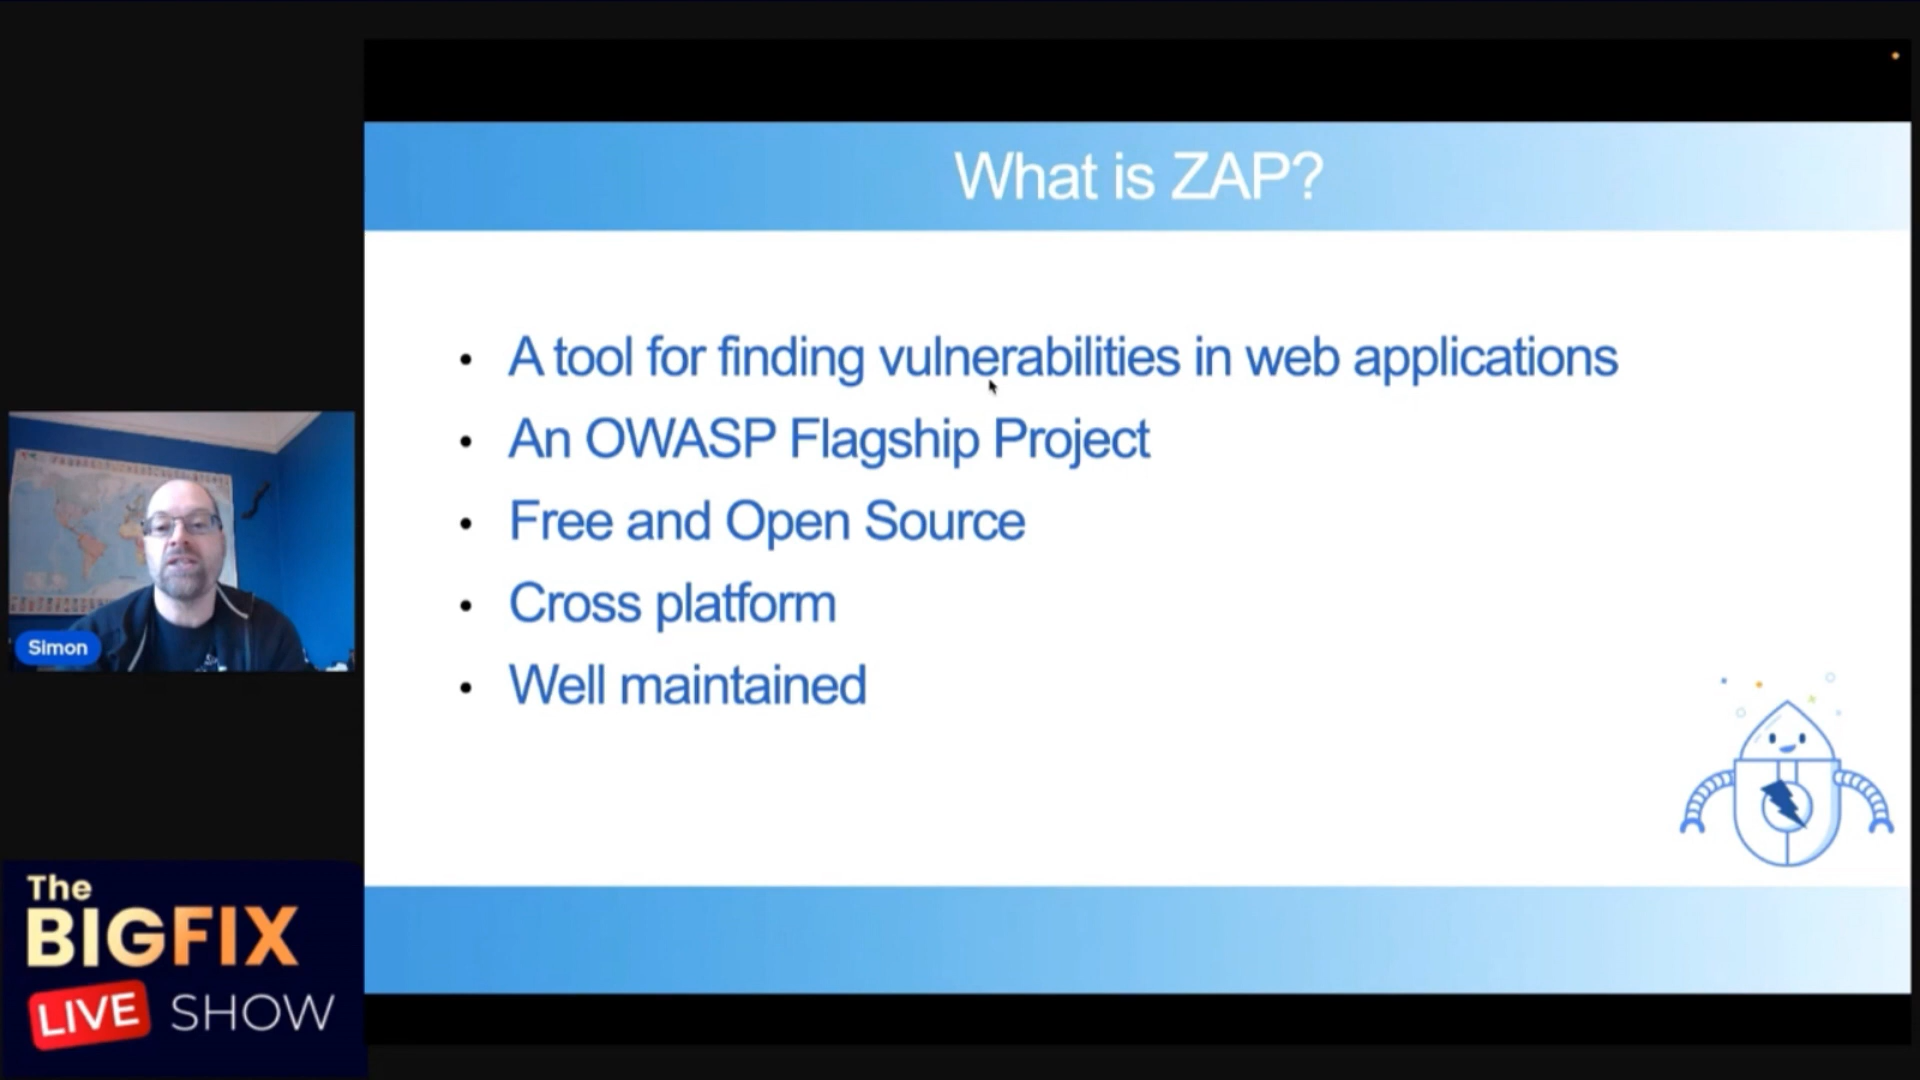 What is ZAP?
A tool for finding vulnerabilities in web applications
An OWASP Flagship Project
Free and Open Source
Cross platform
Well maintained
Simon
The
BIGFIX
LIVE SHOW